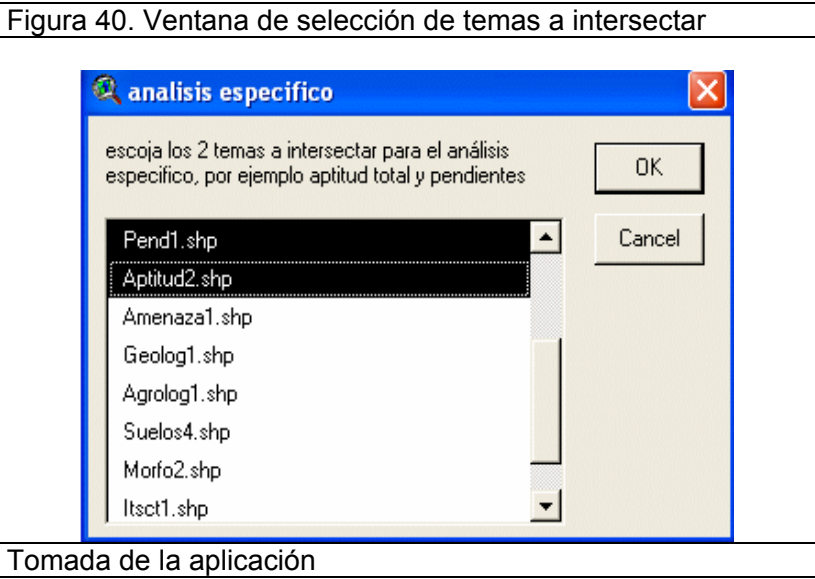 Figura 40. Ventana de selección de temas a intersectar
analisis especifico
escoja los 2 temas a intersectar para el análisis
especifico, por ejemplo aptitud total y pendientes
OK
Cancel
Pend1.shp
Aptitud2.shp
Amenaza1.shp
Geolog1.shp
Agrolog1.shp
Suelos4.shp
Morfo2.shp
Itsct1.shp
Tomada de la aplicación